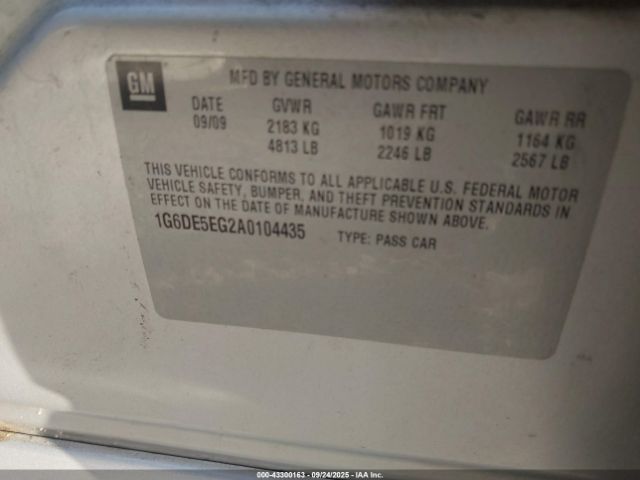 GM
MFD BY GENERAL MOTORS COMPANY
DATE GVWR GAWR FRT GAWR RR
09/09 2183 KG 1019 KG 1164 KG
4813 LB 2246 LB 2567 LB
THIS VEHICLE CONFORMS TO ALL APPLICABLE U.S. FEDERAL MOTOR
VEHICLE SAFETY, BUMPER, AND THEFT PREVENTION STANDARDS IN
EFFECT ON THE DATE OF MANUFACTURE SHOWN ABOVE.
1G6DE5EG2A0104435 TYPE: PASS CAR
000-43300163 - 09/24/2025 - IAA Inc.